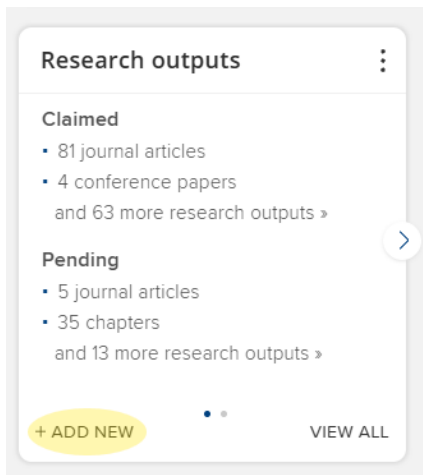 Research outputs
Claimed
• 81 journal articles
• 4 conference papers
and 63 more research outputs »
Pending
• 5 journal articles
• 35 chapters
and 13 more research outputs »
+ ADD NEW
VIEW ALL